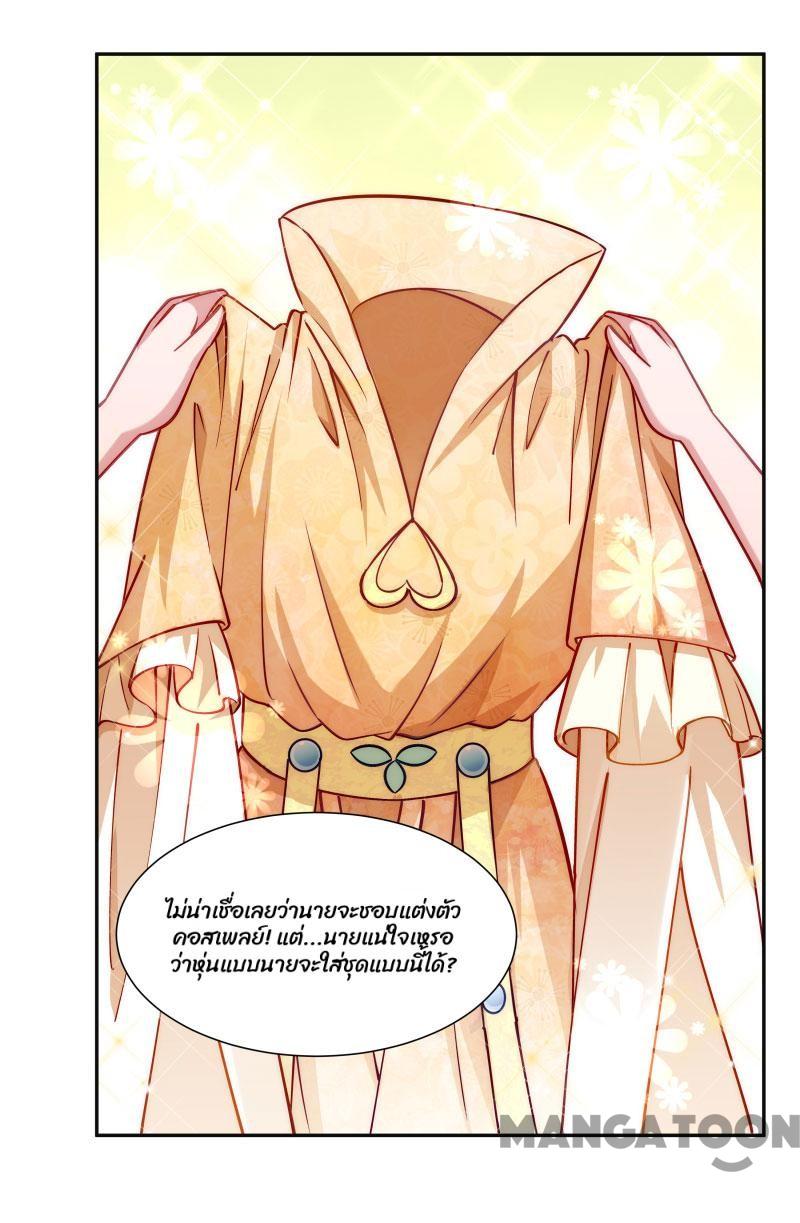 ไม่น่าเชื่อเลยว่านายจะชอบแต่งตัว
คอสเพลย์! แต่...นายแน่ใจเหรอ
ว่าหุ่นแบบนายจะใส่ชุดแบบนี้ได้?
MANGATOON